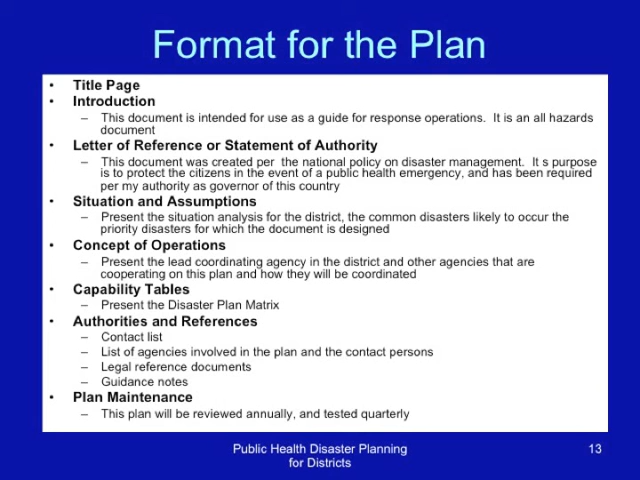 Format for the Plan
• Title Page
• Introduction
– This document is intended for use as a guide for response operations. It is an all hazards
document
• Letter of Reference or Statement of Authority
– This document was created per the national policy on disaster management. It s purpose
is to protect the citizens in the event of a public health emergency, and has been required
per my authority as governor of this country
• Situation and Assumptions
– Present the situation analysis for the district, the common disasters likely to occur the
priority disasters for which the document is designed
• Concept of Operations
– Present the lead coordinating agency in the district and other agencies that are
cooperating on this plan and how they will be coordinated
• Capability Tables
– Present the Disaster Plan Matrix
• Authorities and References
– Contact list
– List of agencies involved in the plan and the contact persons
– Legal reference documents
– Guidance notes
• Plan Maintenance
– This plan will be reviewed annually, and tested quarterly
Public Health Disaster Planning
for Districts
13